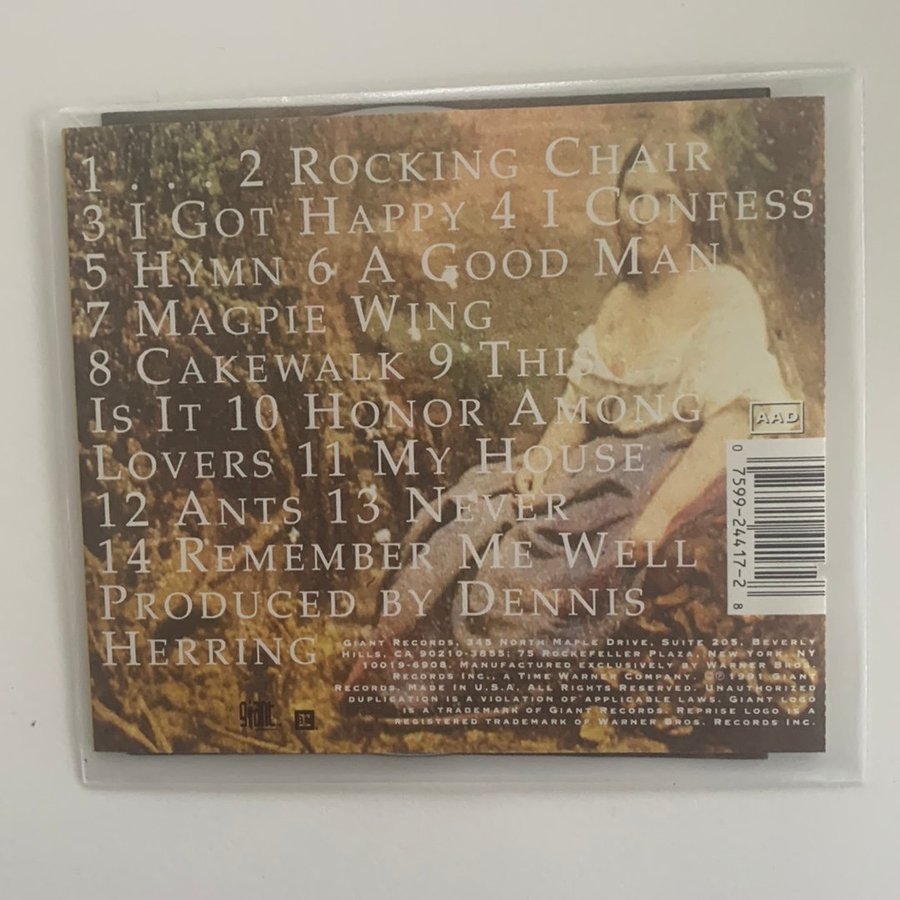 1 . . . 2 ROCKING CHAIR
3 I GOT HAPPY 4 I CONFESS
5 HYMN 6 A GOOD MAN
7 MAGPIE WING
8 CAKEWALK 9 THIS
IS IT 10 HONOR AMONG
LOVERS 11 MY HOUSE
12 ANTS 13 NEVER
14 REMEMBER ME WELL
PRODUCED BY DENNIS
HERRING
AAD
0 7599-24417-2 8
GIANT RECORDS, 345 NORTH MAPLE DRIVE, SUITE 205, BEVERLY
HILLS, CA 90210-3855; 75 ROCKEFELLER PLAZA, NEW YORK, NY
10019-6908. MANUFACTURED EXCLUSIVELY BY WARNER BROS.
RECORDS INC., A TIME WARNER COMPANY. ©℗1991 GIANT
RECORDS. MADE IN U.S.A. ALL RIGHTS RESERVED. UNAUTHORIZED
DUPLICATION IS A VIOLATION OF APPLICABLE LAWS. GIANT LOGO
IS A TRADEMARK OF GIANT RECORDS. REPRISE LOGO IS A
REGISTERED TRADEMARK OF WARNER BROS. RECORDS INC.
giant